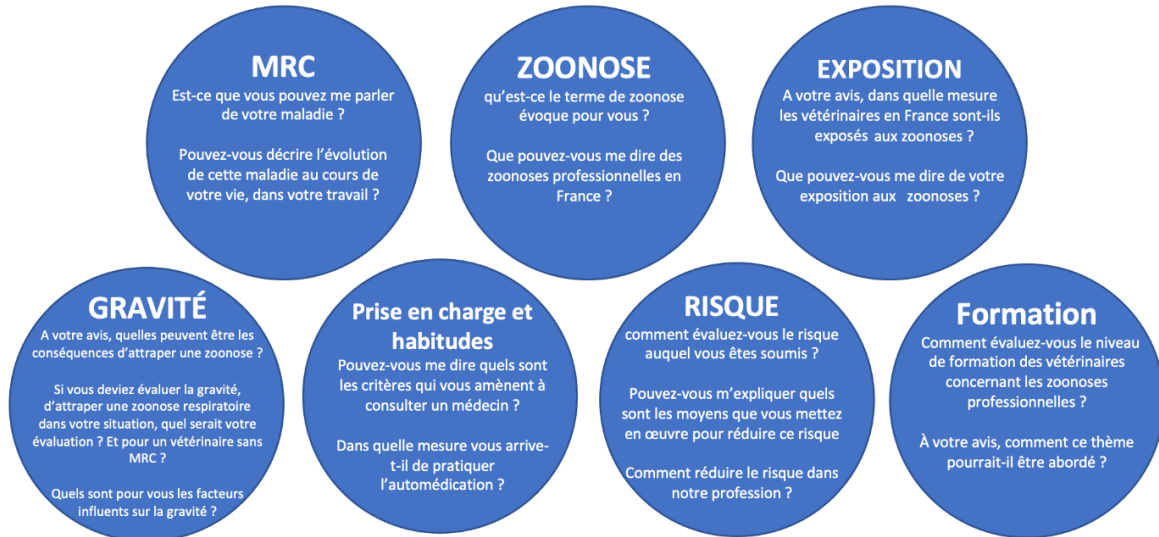 MRC
Est-ce que vous pouvez me parler
de votre maladie ?
Pouvez-vous décrire l'évolution
de cette maladie au cours de
votre vie, dans votre travail ?
ZOONOSE
qu'est-ce le terme de zoonose
évoque pour vous ?
Que pouvez-vous me dire des
zoonoses professionnelles en
France ?
EXPOSITION
A votre avis, dans quelle mesure
les vétérinaires en France sont-ils
exposés aux zoonoses ?
Que pouvez-vous me dire de votre
exposition aux zoonoses ?
GRAVITÉ
A votre avis, quelles peuvent être les
conséquences d'attraper une zoonose ?
Si vous deviez évaluer la gravité,
d'attraper une zoonose respiratoire
dans votre situation, quel serait votre
évaluation ? Et pour un vétérinaire sans
MRC ?
Quels sont pour vous les facteurs
influents sur la gravité ?
Prise en charge et
habitudes
Pouvez-vous me dire quels sont
les critères qui vous amènent à
consulter un médecin ?
Dans quelle mesure vous arrive-
t-il de pratiquer
l'automédication ?
RISQUE
comment évaluez-vous le risque
auquel vous êtes soumis ?
Pouvez-vous m'expliquer quels
sont les moyens que vous mettez
en œuvre pour réduire ce risque
Comment réduire le risque dans
notre profession ?
Formation
Comment évaluez-vous le niveau
de formation des vétérinaires
concernant les zoonoses
professionnelles ?
À votre avis, comment ce thème
pourrait-il être abordé ?